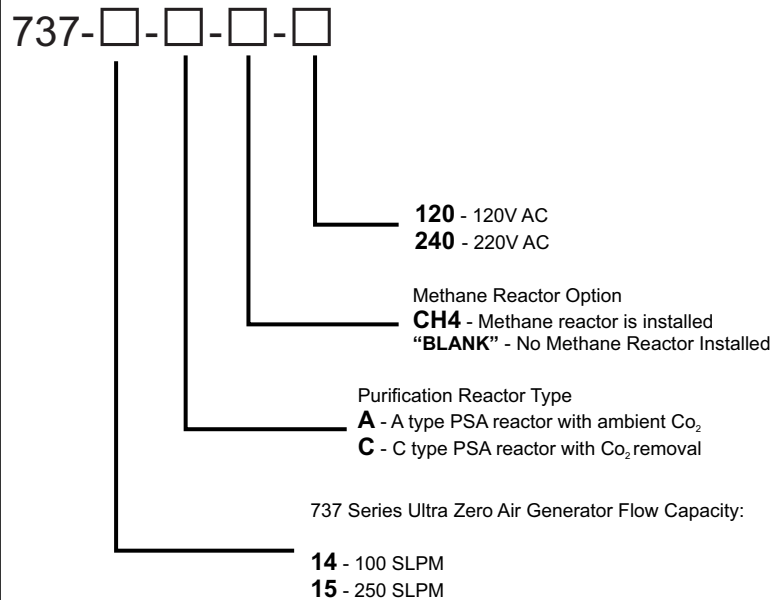 737-□-□-□-□
120 - 120V AC
240 - 220V AC
Methane Reactor Option
CH4 - Methane reactor is installed
“BLANK” - No Methane Reactor Installed
Purification Reactor Type
A - A type PSA reactor with ambient Co₂
C - C type PSA reactor with Co₂ removal
737 Series Ultra Zero Air Generator Flow Capacity:
14 - 100 SLPM
15 - 250 SLPM